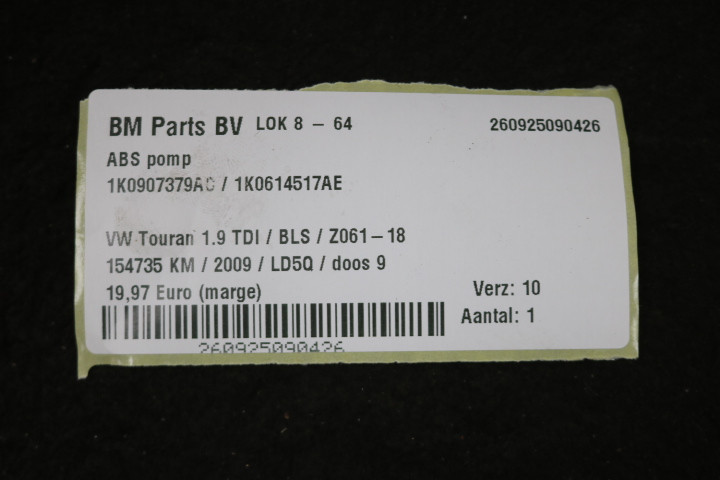 BM Parts BV LOK 8 – 64 260925090426
ABS pomp
1K0907379AC / 1K0614517AE
VW Touran 1.9 TDI / BLS / Z061-18
154735 KM / 2009 / LD5Q / doos 9
19,97 Euro (marge) Verz: 10
Aantal: 1
260925090426